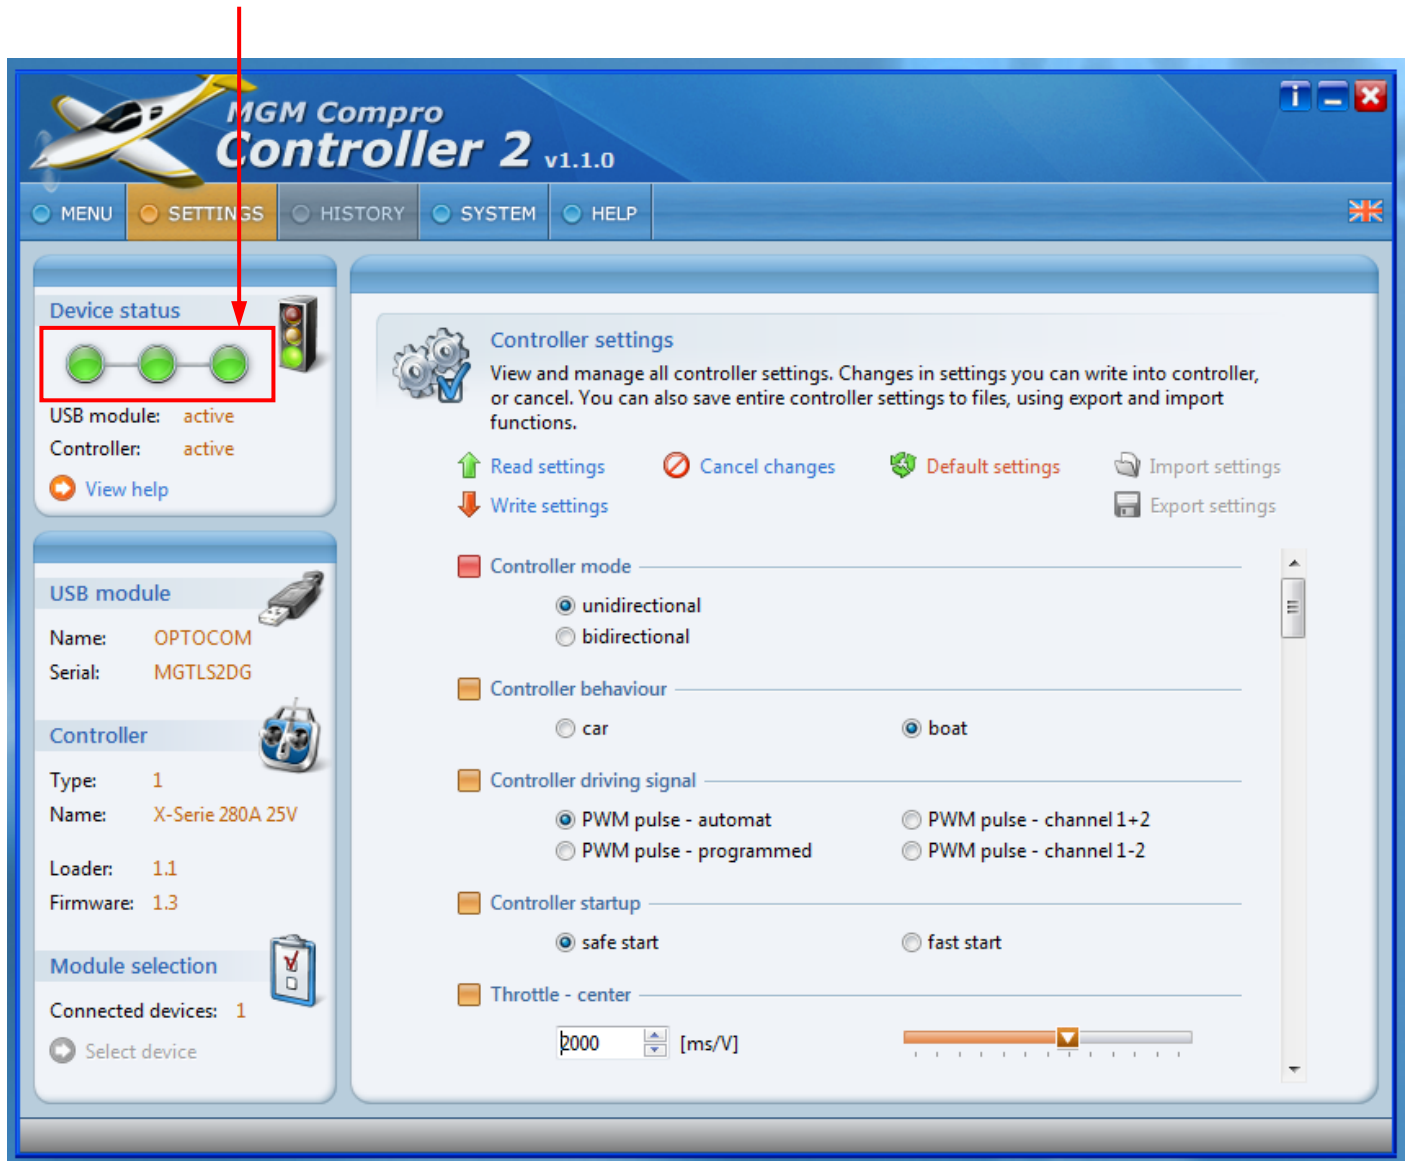 MGM Compro
Controller 2 v1.1.0
MENU SETTINGS HISTORY SYSTEM HELP
Device status
USB module: active
Controller: active
View help
USB module
Name: OPTOCOM
Serial: MGTLS2DG
Controller
Type: 1
Name: X-Serie 280A 25V
Loader: 1.1
Firmware: 1.3
Module selection
Connected devices: 1
Select device
Controller settings
View and manage all controller settings. Changes in settings you can write into controller,
or cancel. You can also save entire controller settings to files, using export and import
functions.
Read settings Cancel changes Default settings Import settings
Write settings Export settings
Controller mode
unidirectional
bidirectional
Controller behaviour
car boat
Controller driving signal
PWM pulse - automat PWM pulse - channel 1+2
PWM pulse - programmed PWM pulse - channel 1-2
Controller startup
safe start fast start
Throttle - center
2000 [ms/V]